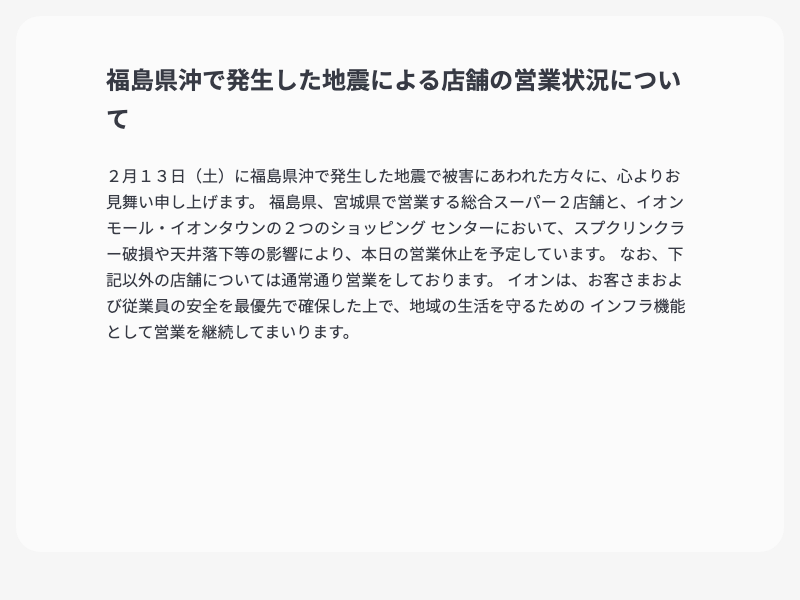 福島県沖で発生した地震による店舗の営業状況につい
て
２月１３日（土）に福島県沖で発生した地震で被害にあわれた方々に、心よりお
見舞い申し上げます。 福島県、宮城県で営業する総合スーパー２店舗と、イオン
モール・イオンタウンの２つのショッピング センターにおいて、スプクリンクラ
ー破損や天井落下等の影響により、本日の営業休止を予定しています。 なお、下
記以外の店舗については通常通り営業をしております。 イオンは、お客さまおよ
び従業員の安全を最優先で確保した上で、地域の生活を守るための インフラ機能
として営業を継続してまいります。